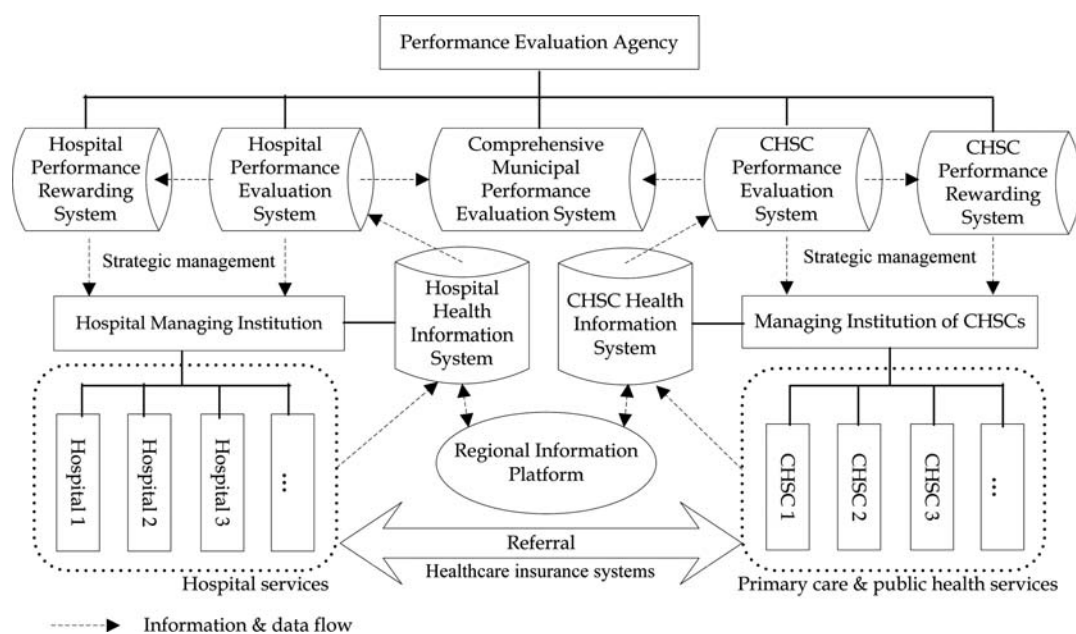 Performance Evaluation Agency
Hospital
Performance
Rewarding
System
Hospital
Performance
Evaluation
System
Comprehensive
Municipal
Performance
Evaluation System
CHSC
Performance
Evaluation
System
CHSC
Performance
Rewarding
System
Strategic management
Strategic management
Hospital
Health
Information
System
CHSC Health
Information
System
Hospital Managing Institution
Managing Institution of CHSCs
Hospital 1
Hospital 2
Hospital 3
...
Regional Information
Platform
CHSC 1
CHSC 2
CHSC 3
...
Referral
Healthcare insurance systems
Hospital services
Primary care & public health services
Information & data flow